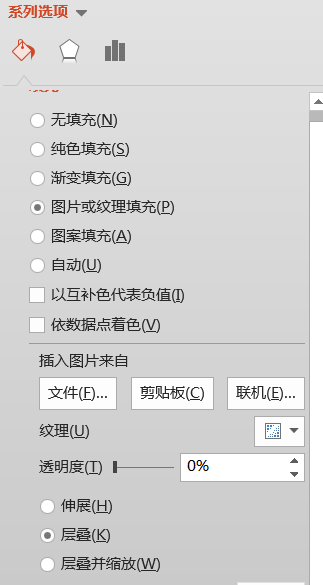 系列选项
无填充(N)
纯色填充(S)
渐变填充(G)
图片或纹理填充(P)
图案填充(A)
自动(U)
以互补色代表负值(I)
依数据点着色(V)
插入图片来自
文件(F)... 剪贴板(C) 联机(E)...
纹理(U)
透明度(T) 0%
伸展(H)
层叠(K)
层叠并缩放(W)